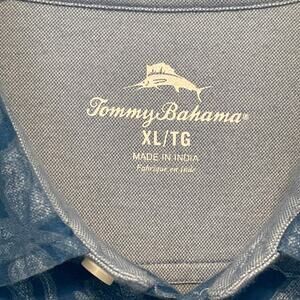 Tommy Bahama®
XL/TG
MADE IN INDIA
Fabriqué en Inde